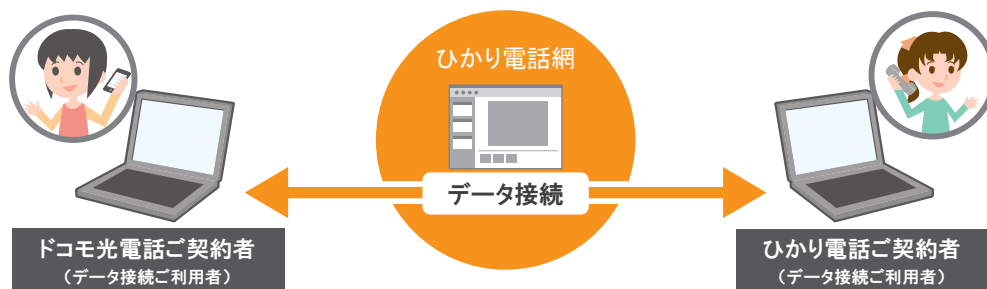 ひかり電話網
データ接続
ドコモ光電話ご契約者
（データ接続ご利用者）
ひかり電話ご契約者
（データ接続ご利用者）